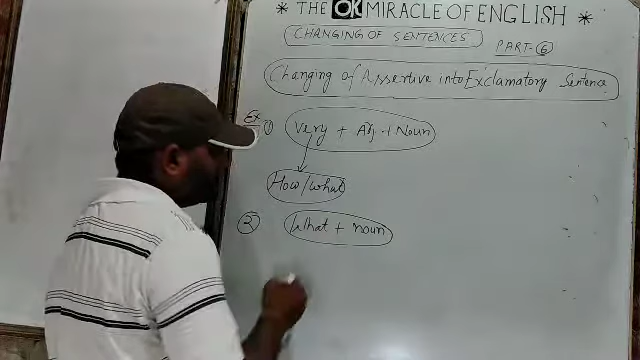 * THE OK MIRACLE OF ENGLISH *
CHANGING OF SENTENCES
PART-6
Changing of Assertive into Exclamatory Sentence
Ex
① Very + Adj. + Noun
How/what
② What + noun